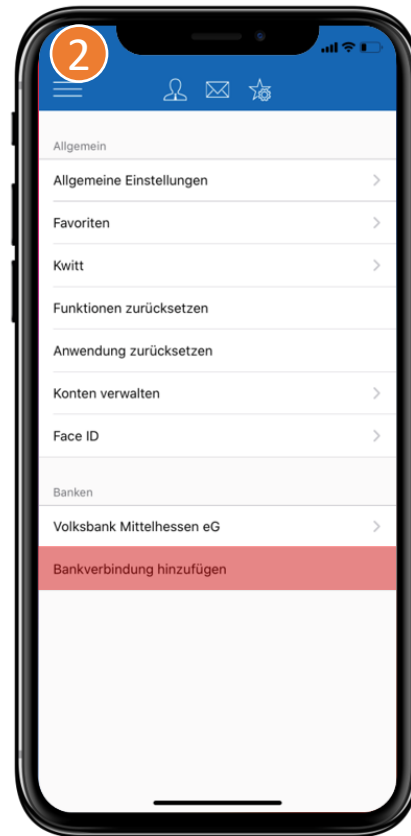 2
Allgemein
Allgemeine Einstellungen
Favoriten
Kwitt
Funktionen zurücksetzen
Anwendung zurücksetzen
Konten verwalten
Face ID
Banken
Volksbank Mittelhessen eG
Bankverbindung hinzufügen